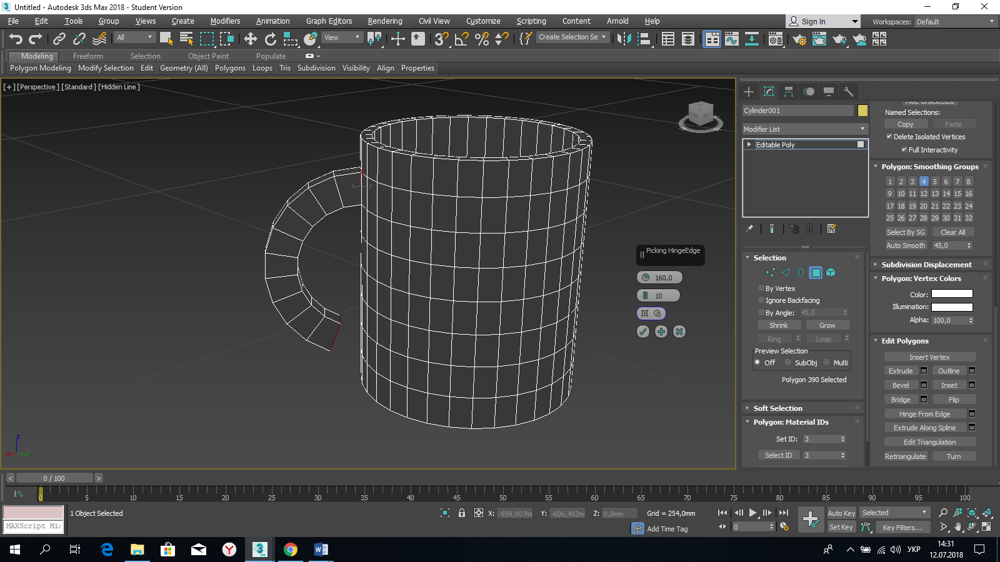 Untitled - Autodesk 3ds Max 2018 - Student Version
File Edit Tools Group Views Create Modifiers Animation Graph Editors Rendering Civil View Customize Scripting Content Arnold Help
Sign In
Workspaces: Default
All
View
Create Selection Se
Modeling Freeform Selection Object Paint Populate
Polygon Modeling Modify Selection Edit Geometry (All) Polygons Loops Tris Subdivision Visibility Align Properties
[+] [Perspective] [Standard] [Hidden Line]
Picking HingeEdge
160,0
10
x y
z
x y
Cylinder001
Modifier List
Editable Poly
Selection
By Vertex
Ignore Backfacing
By Angle: 45,0
Shrink Grow
Ring Loop
Preview Selection
Off SubObj Multi
Polygon 390 Selected
Soft Selection
Polygon: Material IDs
Set ID: 3
Select ID 3
Hide Unselected
Named Selections:
Copy Paste
Delete Isolated Vertices
Full Interactivity
Polygon: Smoothing Groups
1 2 3 4 5 6 7 8
9 10 11 12 13 14 15 16
17 18 19 20 21 22 23 24
25 26 27 28 29 30 31 32
Select By SG Clear All
Auto Smooth 45,0
Subdivision Displacement
Polygon: Vertex Colors
Color:
Illumination:
Alpha: 100,0
Edit Polygons
Insert Vertex
Extrude Outline
Bevel Inset
Bridge Flip
Hinge From Edge
Extrude Along Spline
Edit Triangulation
Retriangulate Turn
< 0 / 100 >
0 5 10 15 20 25 30 35 40 45 50 55 60 65 70 75 80 85 90 95 100
1 Object Selected
MAXScript Mi
X: -959,907m Y: -606,492m Z: 0,0mm Grid = 254,0mm
Add Time Tag
0
Auto Key Selected
Set Key Key Filters...
УКР
14:31
12.07.2018